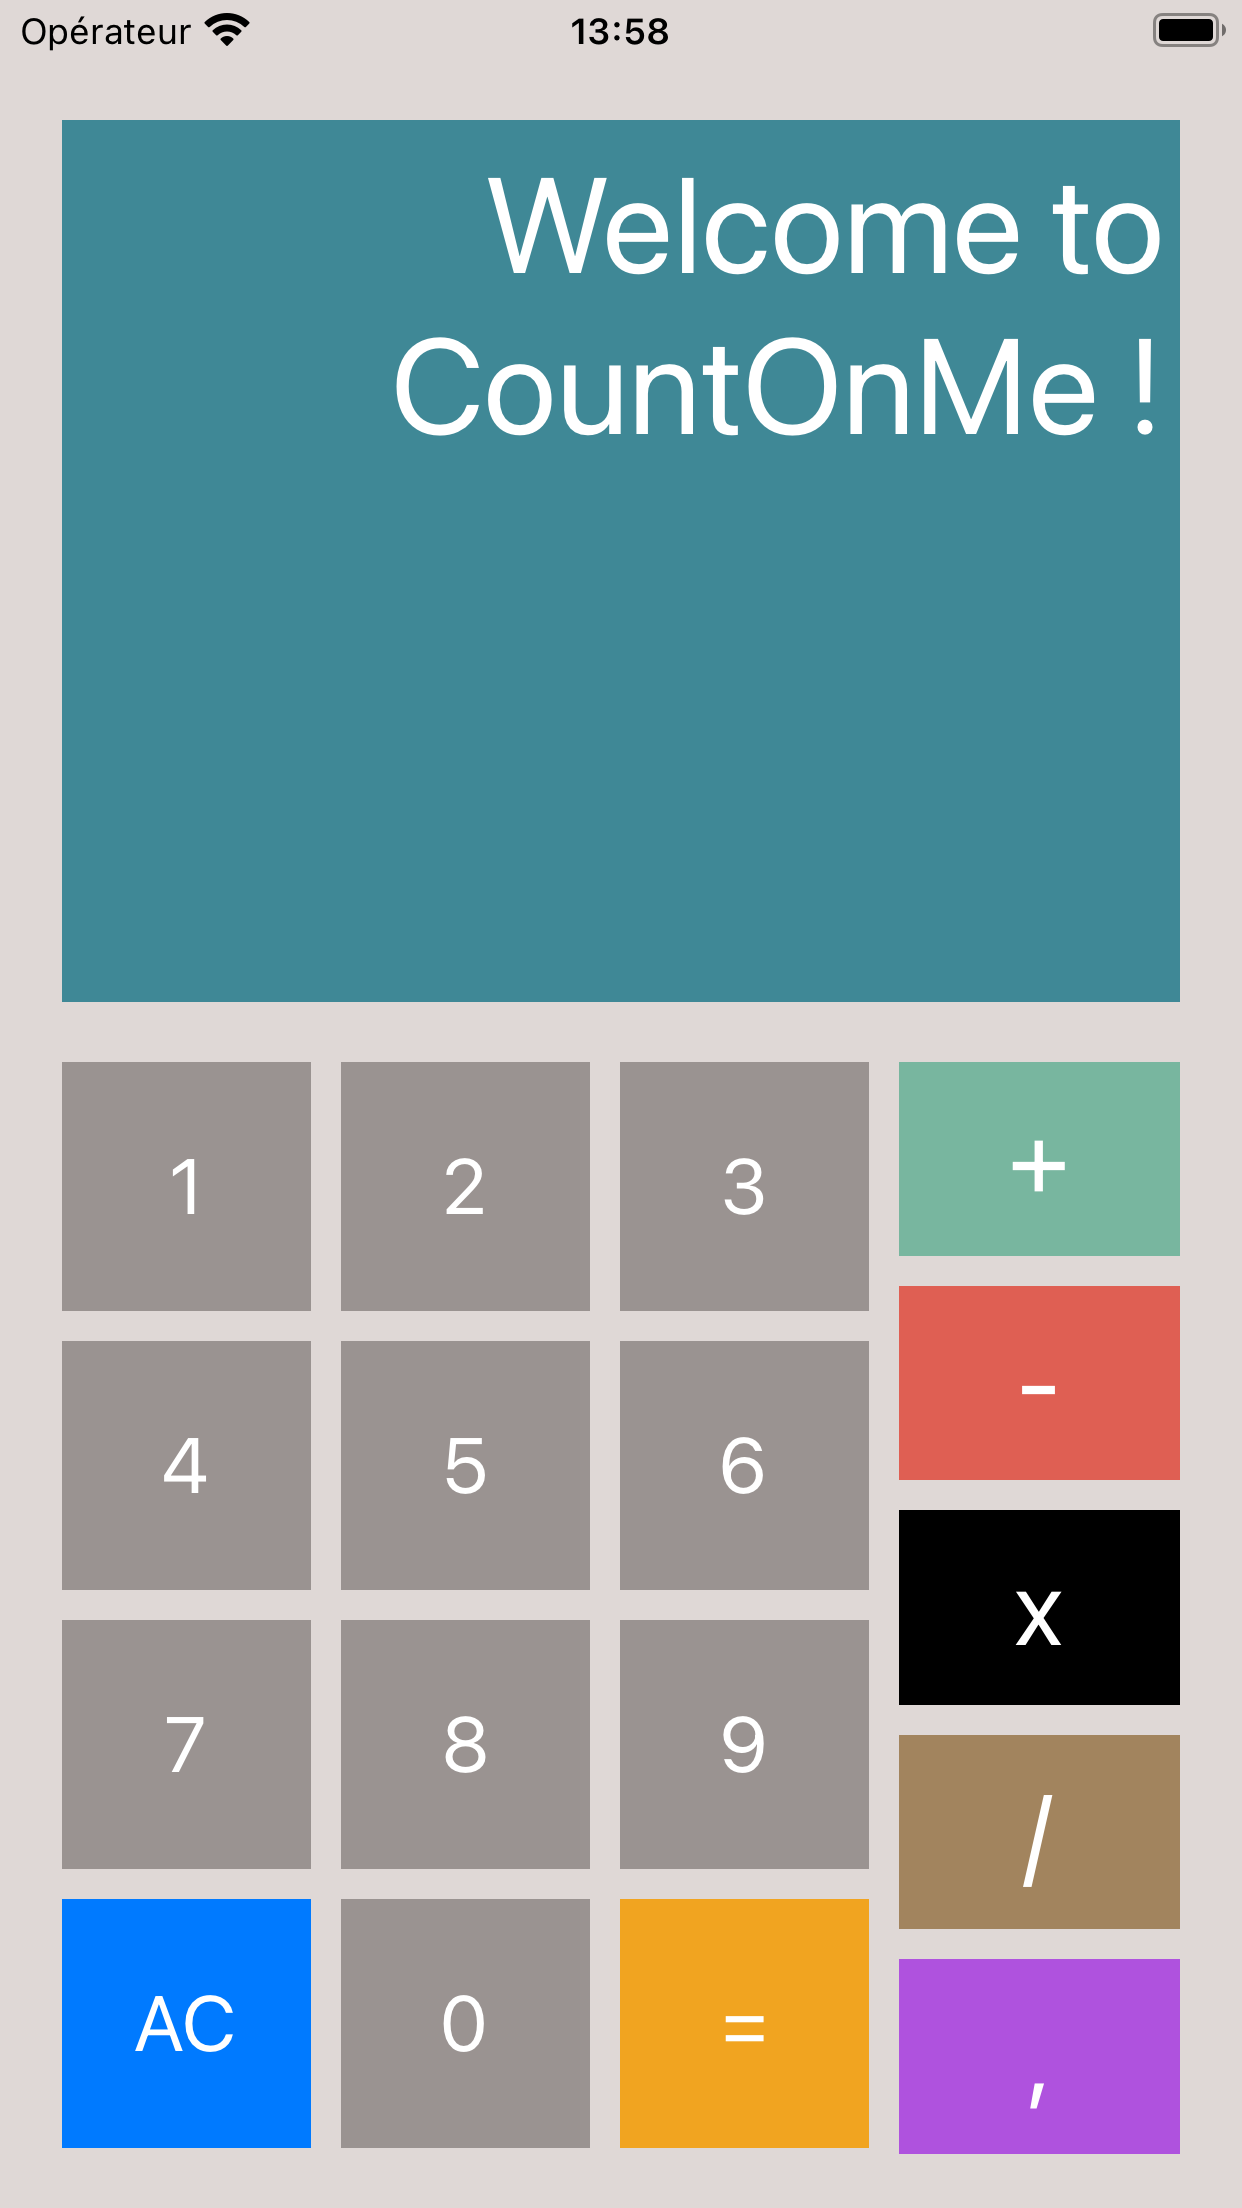 Opérateur 13:58
Welcome to
CountOnMe !
1 2 3 +
4 5 6 -
x
7 8 9
/
AC 0 =
,